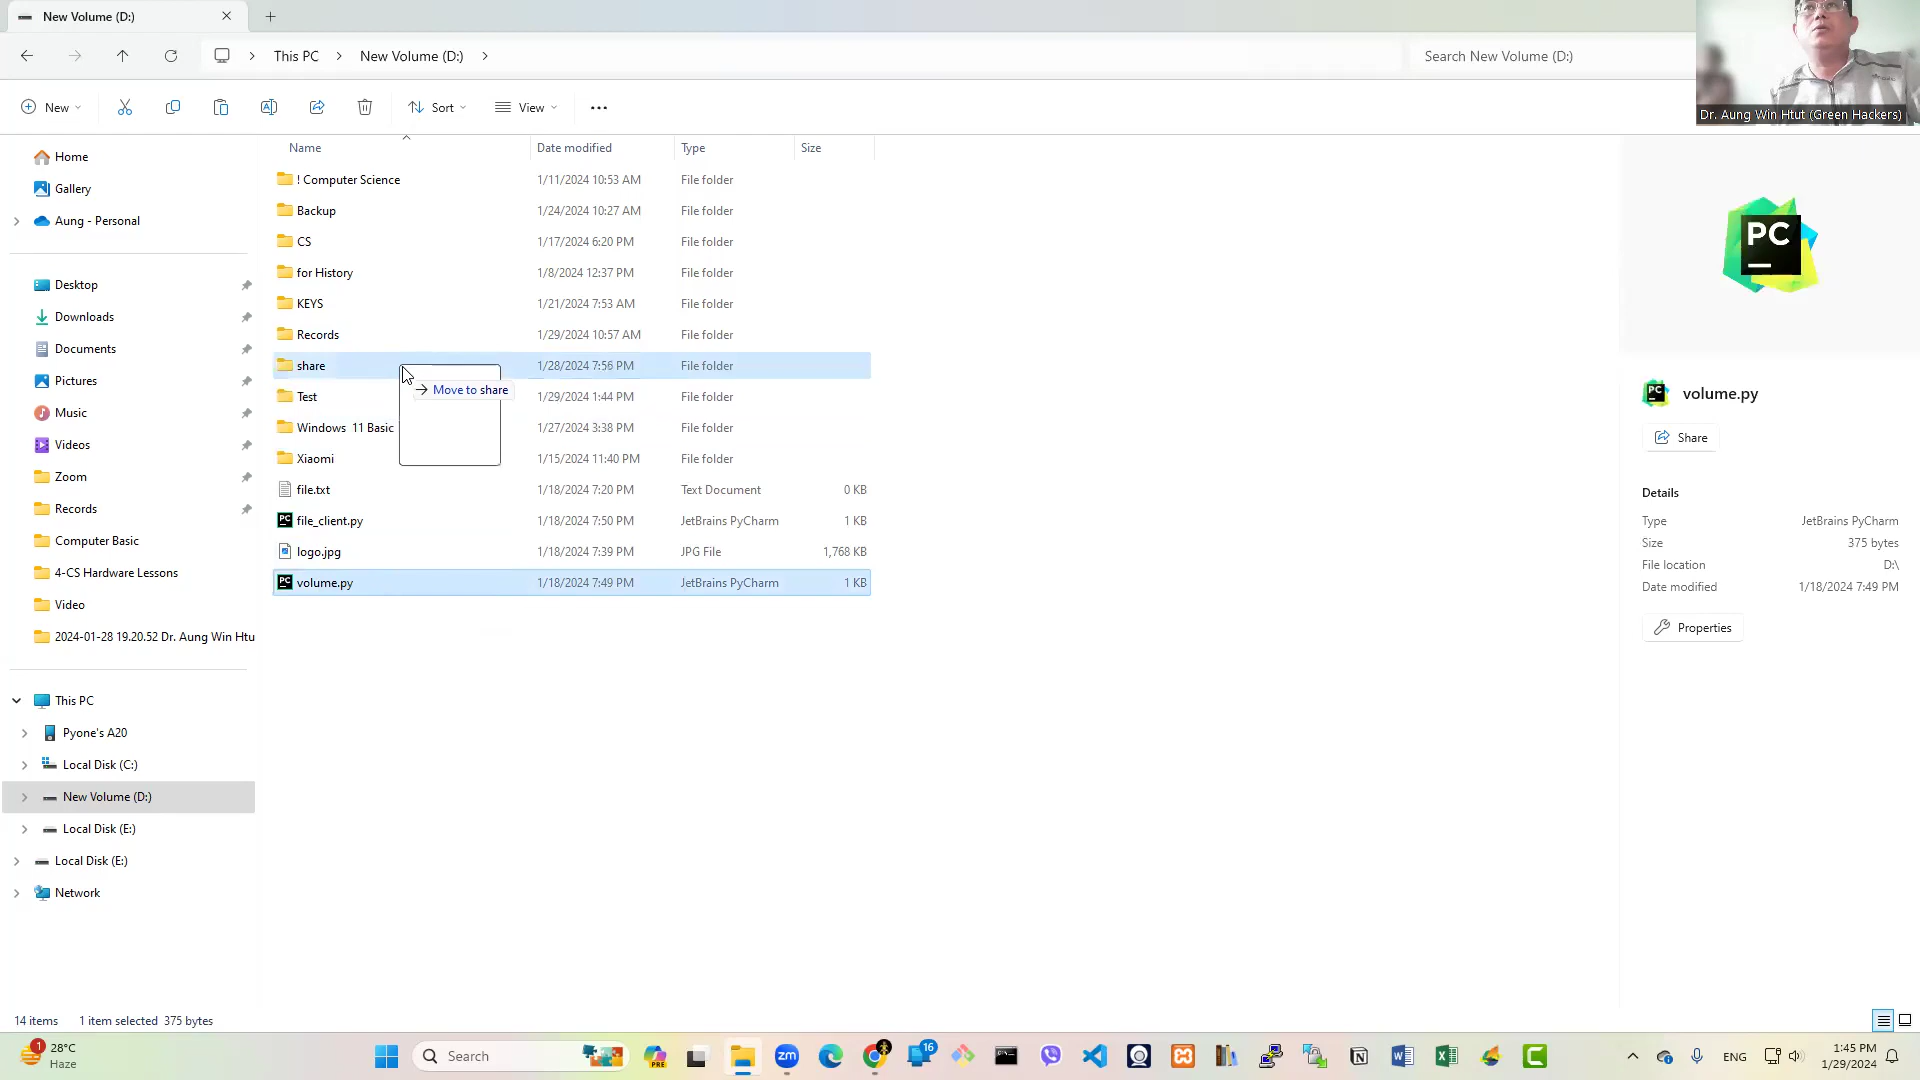 New Volume (D:)
This PC
New Volume (D:)
Search New Volume (D:)
Dr. Aung Win Htut (Green Hackers)
New
Sort
View
Home
Gallery
Aung - Personal
Desktop
Downloads
Documents
Pictures
Music
Videos
Zoom
Records
Computer Basic
4-CS Hardware Lessons
Video
2024-01-28 19.20.52 Dr. Aung Win Htu
This PC
Pyone's A20
Local Disk (C:)
New Volume (D:)
Local Disk (E:)
Local Disk (E:)
Network
Name Date modified Type Size
! Computer Science 1/11/2024 10:53 AM File folder
Backup 1/24/2024 10:27 AM File folder
CS 1/17/2024 6:20 PM File folder
for History 1/8/2024 12:37 PM File folder
KEYS 1/21/2024 7:53 AM File folder
Records 1/29/2024 10:57 AM File folder
share 1/28/2024 7:56 PM File folder
Move to share
Test 1/29/2024 1:44 PM File folder
Windows 11 Basic 1/27/2024 3:38 PM File folder
Xiaomi 1/15/2024 11:40 PM File folder
file.txt 1/18/2024 7:20 PM Text Document 0 KB
file_client.py 1/18/2024 7:50 PM JetBrains PyCharm 1 KB
logo.jpg 1/18/2024 7:39 PM JPG File 1,768 KB
volume.py 1/18/2024 7:49 PM JetBrains PyCharm 1 KB
PC
volume.py
Share
Details
Type JetBrains PyCharm
Size 375 bytes
File location D:\
Date modified 1/18/2024 7:49 PM
Properties
14 items 1 item selected 375 bytes
1
28°C
Haze
Search
PRE
zm
16
ENG
1:45 PM
1/29/2024